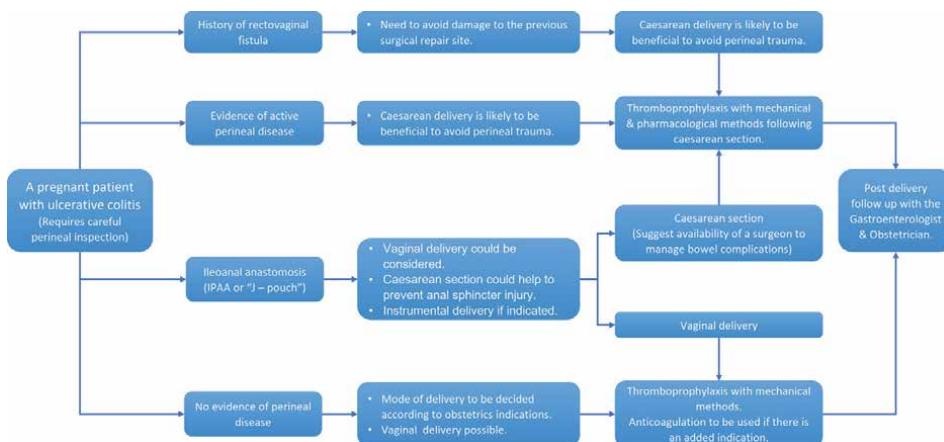 History of rectovaginal
fistula
• Need to avoid damage to the previous
surgical repair site.
Caesarean delivery is likely to be
beneficial to avoid perineal trauma.
Evidence of active
perineal disease
• Caesarean delivery is likely to be
beneficial to avoid perineal trauma.
Thromboprophylaxis with mechanical
& pharmacological methods following
caesarean section.
A pregnant patient
with ulcerative colitis
(Requires careful
perineal inspection)
Post delivery
follow up with the
Gastroenterologist
& Obstetrician.
Ileoanal anastomosis
(IPAA or "J – pouch")
• Vaginal delivery could be
considered.
• Caesarean section could help to
prevent anal sphincter injury.
• Instrumental delivery if indicated.
Caesarean section
(Suggest availability of a surgeon to
manage bowel complications)
Vaginal delivery
No evidence of perineal
disease
• Mode of delivery to be decided
according to obstetrics indications.
• Vaginal delivery possible.
Thromboprophylaxis with mechanical
methods.
Anticoagulation to be used if there is
an added indication.